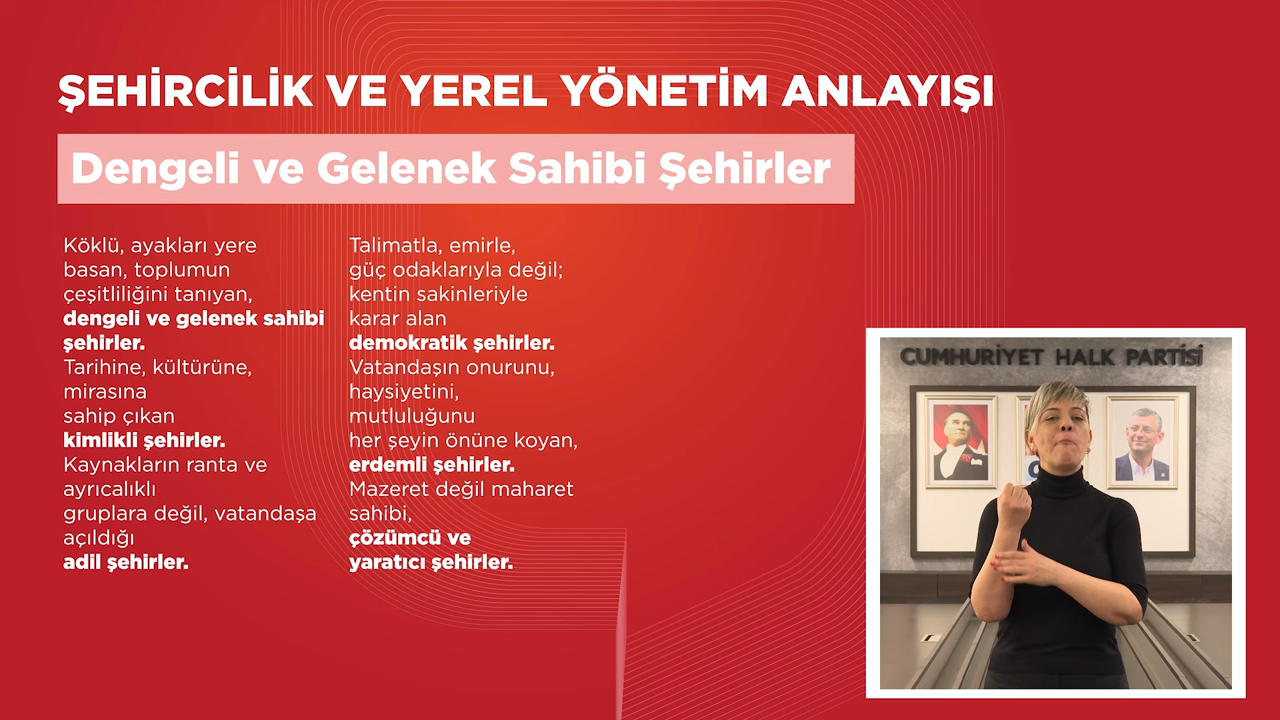 ŞEHİRCİLİK VE YEREL YÖNETİM ANLAYIŞI
Dengeli ve Gelenek Sahibi Şehirler
Köklü, ayakları yere
basan, toplumun
çeşitliliğini tanıyan,
dengeli ve gelenek sahibi
şehirler.
Tarihine, kültürüne,
mirasına
sahip çıkan
kimlikli şehirler.
Kaynakların ranta ve
ayrıcalıklı
gruplara değil, vatandaşa
açıldığı
adil şehirler.
Talimatla, emirle,
güç odaklarıyla değil;
kentin sakinleriyle
karar alan
demokratik şehirler.
Vatandaşın onurunu,
haysiyetini,
mutluluğunu
her şeyin önüne koyan,
erdemli şehirler.
Mazeret değil maharet
sahibi,
çözümcü ve
yaratıcı şehirler.
CUMHURİYET HALK PARTİSİ